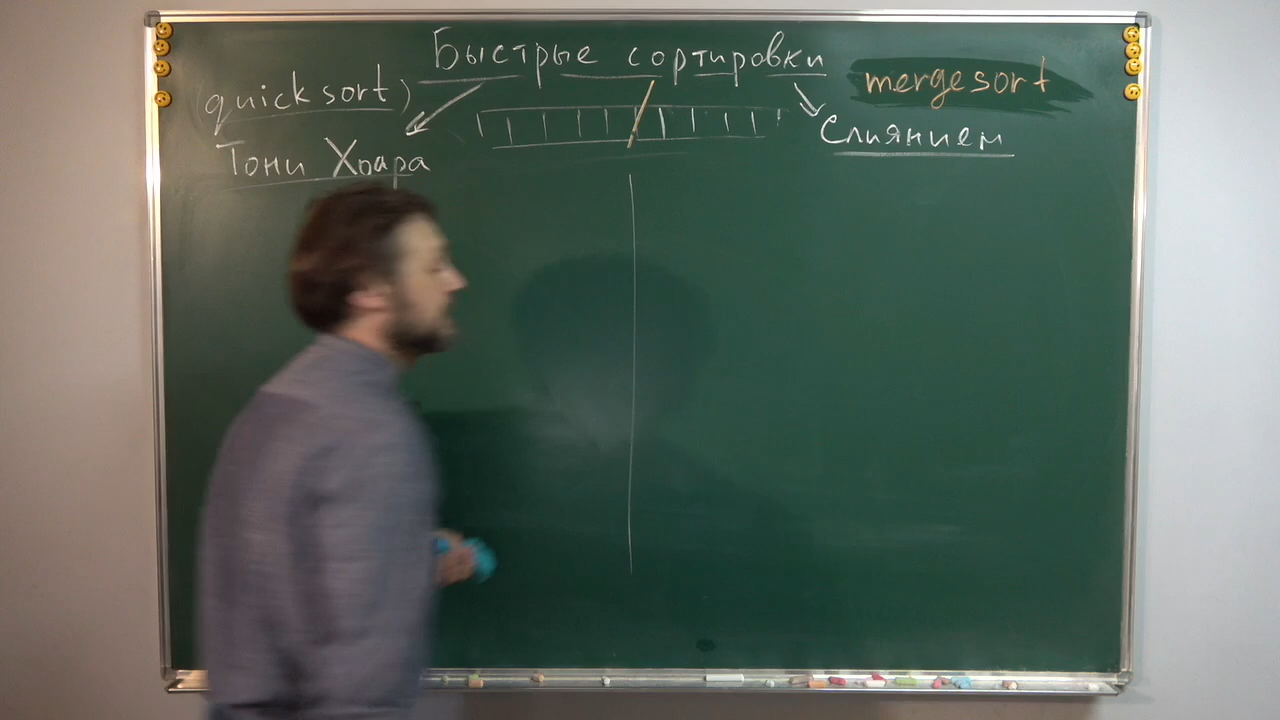 Быстрые сортировки
(quicksort)
Тони Хоара
mergesort
Слиянием